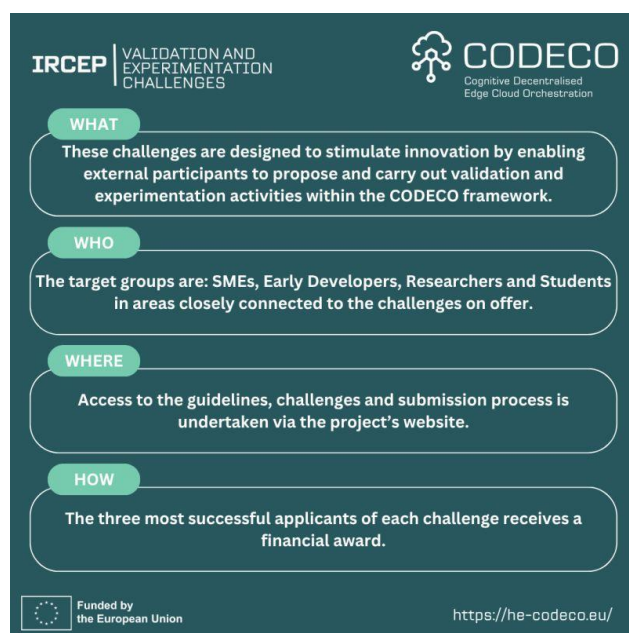 IRCEP
VALIDATION AND
EXPERIMENTATION
CHALLENGES
CODECO
Cognitive Decentralised
Edge Cloud Orchestration
WHAT
These challenges are designed to stimulate innovation by enabling
external participants to propose and carry out validation and
experimentation activities within the CODECO framework.
WHO
The target groups are: SMEs, Early Developers, Researchers and Students
in areas closely connected to the challenges on offer.
WHERE
Access to the guidelines, challenges and submission process is
undertaken via the project’s website.
HOW
The three most successful applicants of each challenge receives a
financial award.
Funded by
the European Union
https://he-codeco.eu/